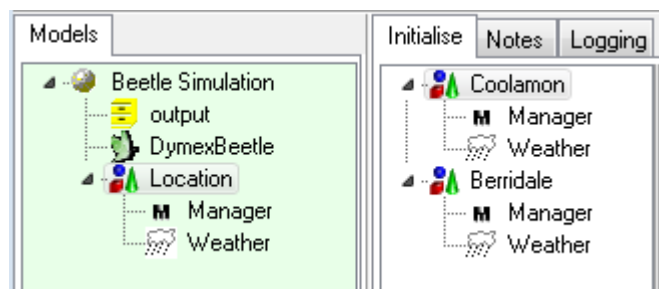 Models
Beetle Simulation
output
DymexBeetle
Location
M Manager
Weather
Initialise Notes Logging
Coolamon
M Manager
Weather
Berridale
M Manager
Weather